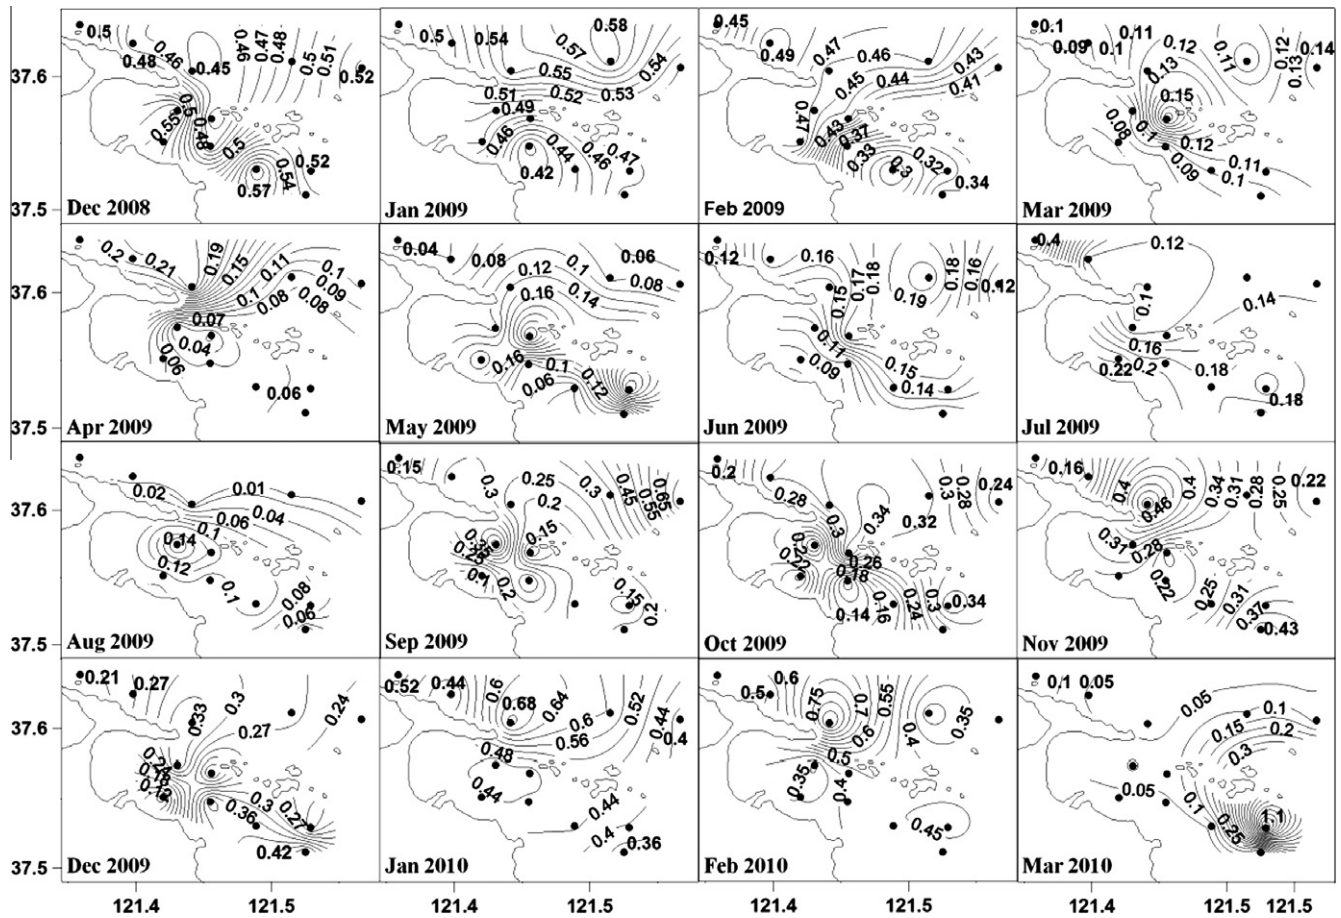 0.5 0.46 0.48 0.45 0.46 0.47 0.48 0.5 0.51 0.52 0.55 0.5 0.48 0.5 0.57 0.54 0.52
Dec 2008
0.5 0.54 0.58 0.57 0.54 0.55 0.53 0.52 0.51 0.49 0.46 0.44 0.46 0.47 0.42
Jan 2009
0.45 0.49 0.47 0.46 0.43 0.45 0.44 0.41 0.47 0.43 0.37 0.33 0.32 0.3 0.34
Feb 2009
0.1 0.09 0.1 0.11 0.12 0.13 0.11 0.12 0.13 0.14 0.15 0.08 0.1 0.12 0.11 0.09 0.1
Mar 2009
37.6
37.5
0.2 0.21 0.19 0.15 0.11 0.1 0.09 0.08 0.1 0.08 0.07 0.04 0.06 0.06
Apr 2009
0.04 0.08 0.12 0.1 0.06 0.08 0.14 0.16 0.16 0.1 0.06 0.12
May 2009
0.12 0.16 0.17 0.18 0.15 0.19 0.18 0.16 0.12 0.11 0.09 0.15 0.14
Jun 2009
0.4 0.12 0.1 0.14 0.16 0.22 0.2 0.18 0.18
Jul 2009
37.6
37.5
0.02 0.01 0.06 0.04 0.1 0.14 0.12 0.1 0.08 0.06
Aug 2009
0.15 0.3 0.25 0.2 0.3 0.45 0.55 0.65 0.15 0.1 0.2 0.15 0.2
Sep 2009
0.2 0.28 0.3 0.34 0.32 0.3 0.28 0.24 0.22 0.26 0.18 0.14 0.16 0.24 0.3 0.34
Oct 2009
0.16 0.4 0.46 0.4 0.34 0.31 0.28 0.25 0.22 0.31 0.28 0.22 0.25 0.31 0.37 0.43
Nov 2009
37.6
37.5
0.21 0.27 0.33 0.3 0.27 0.24 0.24 0.18 0.12 0.36 0.3 0.27 0.42
Dec 2009
0.52 0.44 0.6 0.68 0.64 0.6 0.56 0.52 0.44 0.4 0.48 0.44 0.44 0.4 0.36
Jan 2010
0.5 0.6 0.75 0.7 0.55 0.6 0.4 0.35 0.5 0.35 0.4 0.45
Feb 2010
0.1 0.05 0.05 0.1 0.15 0.2 0.3 0.05 0.1 0.25 1.1
Mar 2010
37.6
37.5
121.4 121.5 121.4 121.5 121.4 121.5 121.4 121.5 121.5